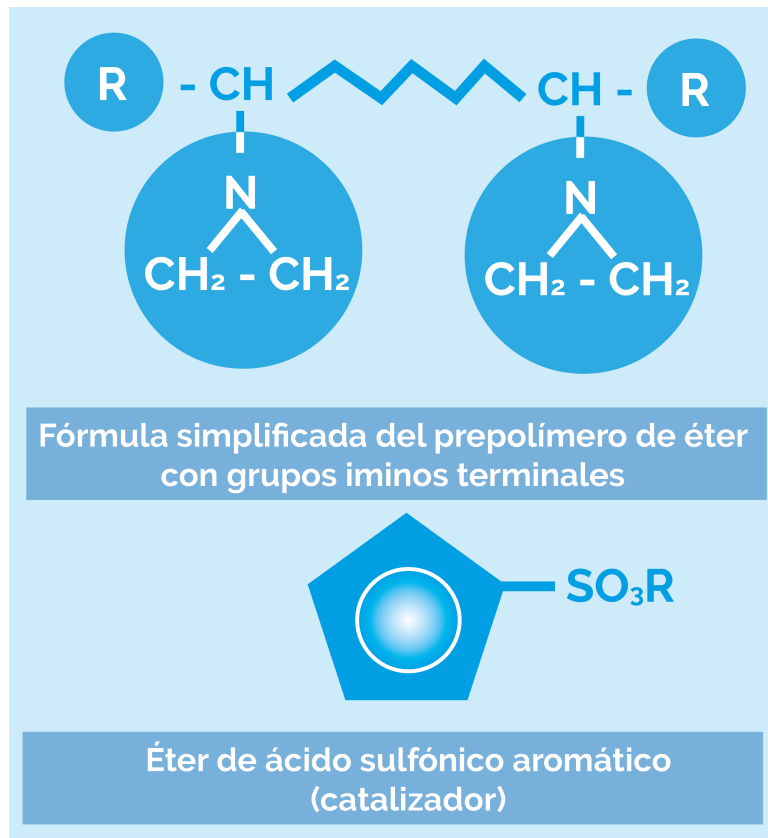 R - CH CH - R
N N
CH₂ - CH₂ CH₂ - CH₂
Fórmula simplificada del prepolímero de éter
con grupos iminos terminales
SO₃R
Éter de ácido sulfónico aromático
(catalizador)